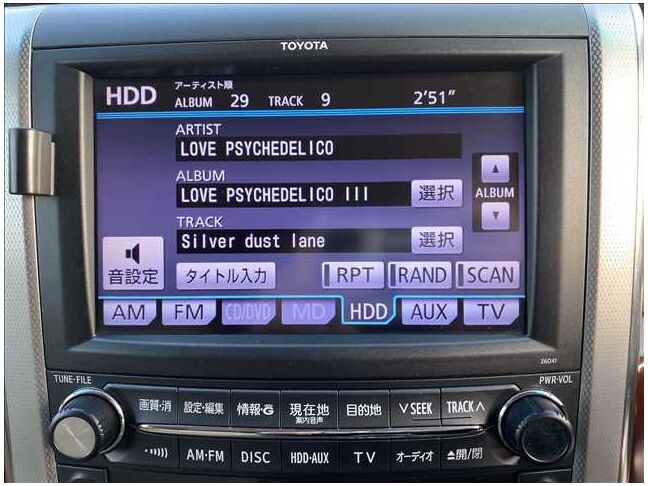 TOYOTA
HDD アーティスト順
ALBUM 29 TRACK 9 2'51"
ARTIST
LOVE PSYCHEDELICO
ALBUM
LOVE PSYCHEDELICO III 選択
▲
ALBUM
▼
TRACK
Silver dust lane 選択
音設定 タイトル入力 RPT RAND SCAN
AM FM CD/DVD MD HDD AUX TV
26041
TUNE·FILE PWR·VOL
画質·消 設定·編集 情報·G 現在地 目的地 ∨SEEK TRACK∧
案内音声
AM·FM DISC HDD·AUX TV オーディオ ▲開/閉